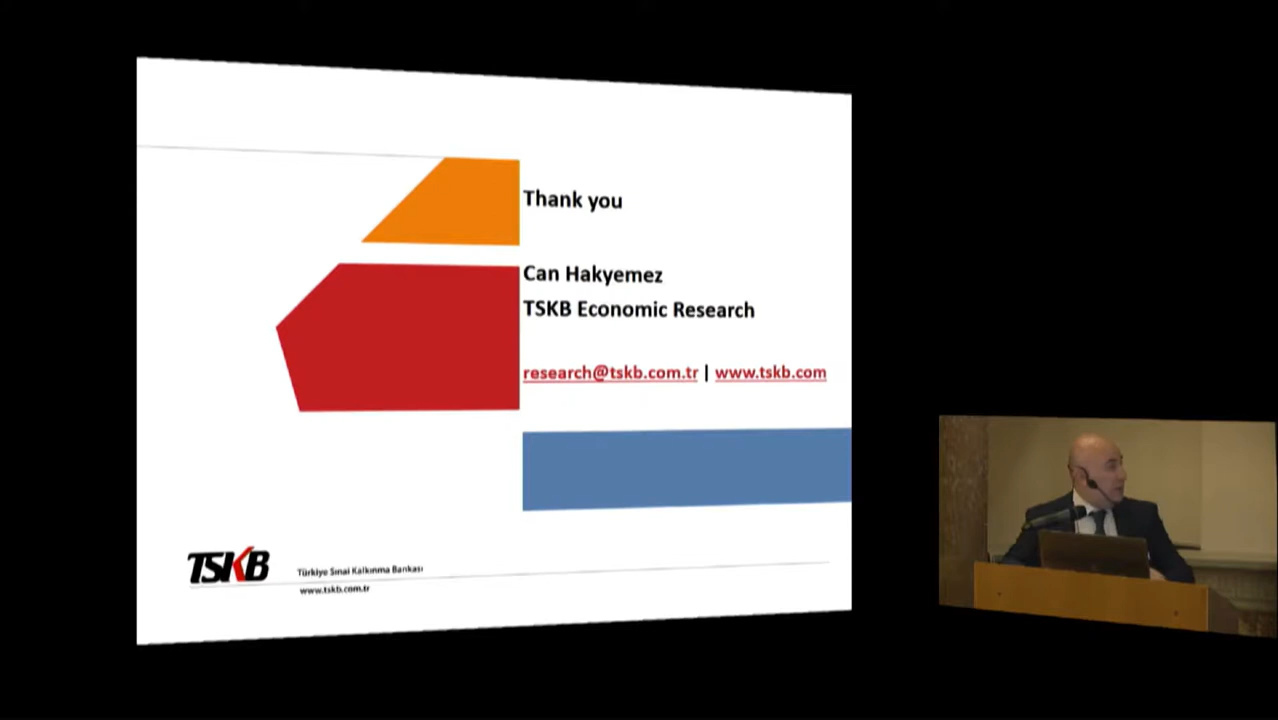 Thank you
Can Hakyemez
TSKB Economic Research
research@tskb.com.tr | www.tskb.com
TSKB
Türkiye Sınai Kalkınma Bankası
www.tskb.com.tr